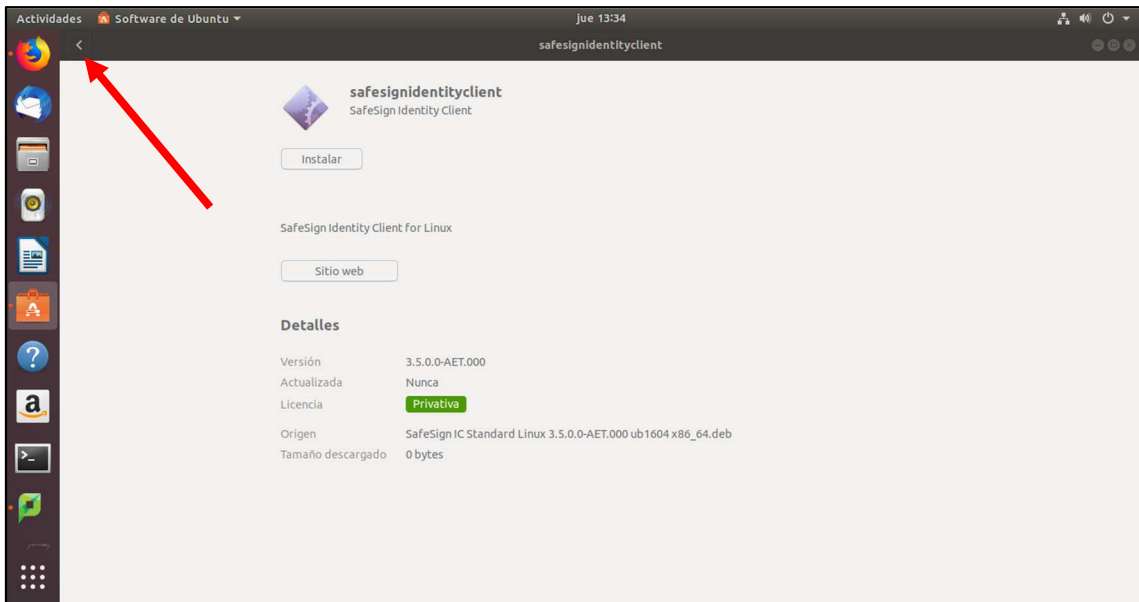 Actividades Software de Ubuntu jue 13:34
safesignidentityclient
safesignidentityclient
SafeSign Identity Client
Instalar
SafeSign Identity Client for Linux
Sitio web
Detalles
Versión 3.5.0.0-AET.000
Actualizada Nunca
Licencia Privativa
Origen SafeSign IC Standard Linux 3.5.0.0-AET.000 ub1604 x86_64.deb
Tamaño descargado 0 bytes